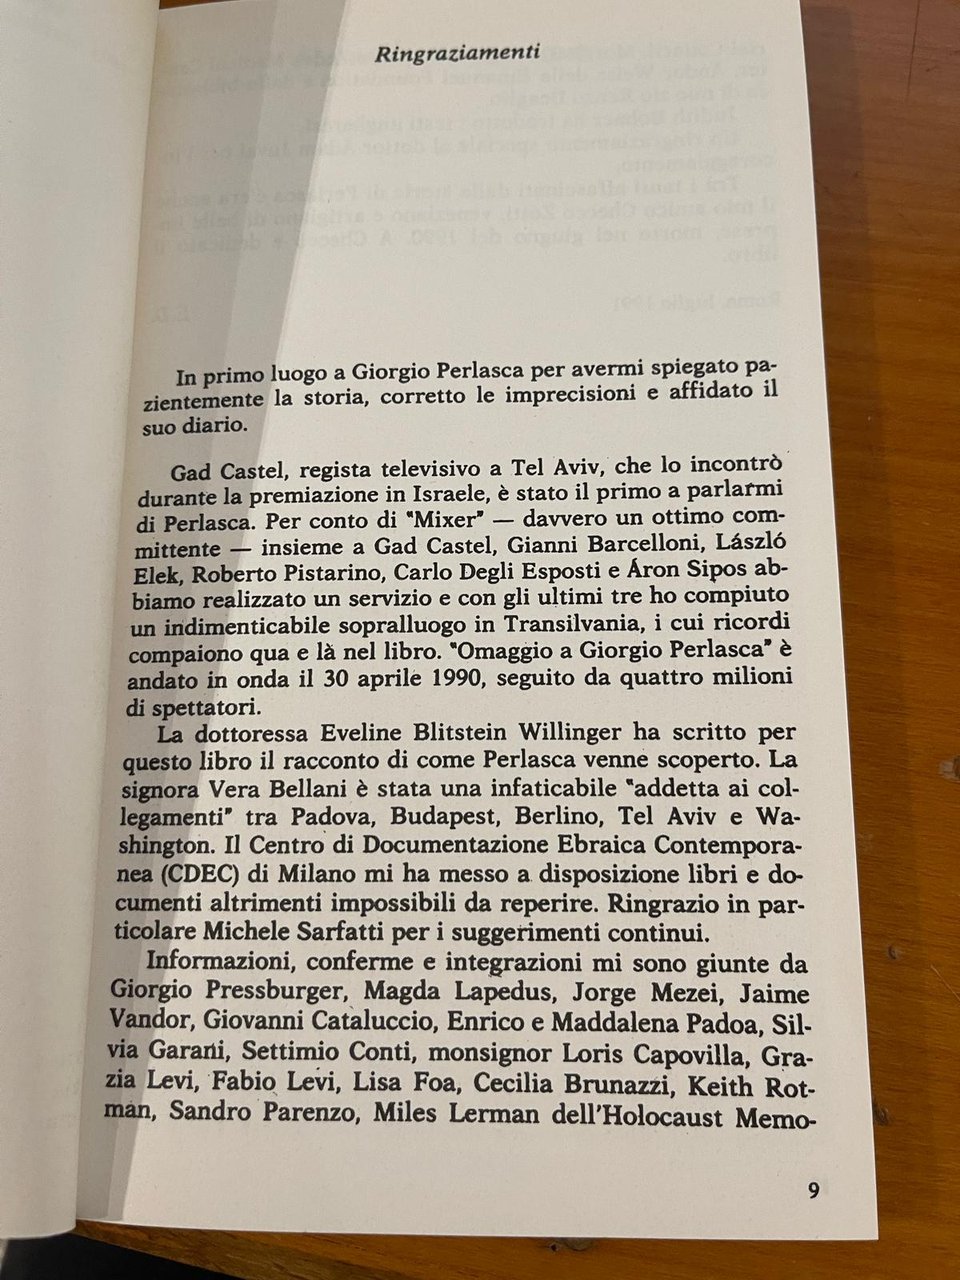 Ringraziamenti
In primo luogo a Giorgio Perlasca per avermi spiegato pa-
zientemente la storia, corretto le imprecisioni e affidato il
suo diario.
Gad Castel, regista televisivo a Tel Aviv, che lo incontrò
durante la premiazione in Israele, è stato il primo a parlarmi
di Perlasca. Per conto di "Mixer" — davvero un ottimo com-
mittente — insieme a Gad Castel, Gianni Barcelloni, László
Elek, Roberto Pistarino, Carlo Degli Esposti e Áron Sipos ab-
biamo realizzato un servizio e con gli ultimi tre ho compiuto
un indimenticabile sopralluogo in Transilvania, i cui ricordi
compaiono qua e là nel libro. "Omaggio a Giorgio Perlasca" è
andato in onda il 30 aprile 1990, seguito da quattro milioni
di spettatori.
La dottoressa Eveline Blitstein Willinger ha scritto per
questo libro il racconto di come Perlasca venne scoperto. La
signora Vera Bellani è stata una infaticabile "addetta ai col-
legamenti" tra Padova, Budapest, Berlino, Tel Aviv e Wa-
shington. Il Centro di Documentazione Ebraica Contempora-
nea (CDEC) di Milano mi ha messo a disposizione libri e do-
cumenti altrimenti impossibili da reperire. Ringrazio in par-
ticolare Michele Sarfatti per i suggerimenti continui.
Informazioni, conferme e integrazioni mi sono giunte da
Giorgio Pressburger, Magda Lapedus, Jorge Mezei, Jaime
Vandor, Giovanni Cataluccio, Enrico e Maddalena Padoa, Sil-
via Garani, Settimio Conti, monsignor Loris Capovilla, Gra-
zia Levi, Fabio Levi, Lisa Foa, Cecilia Brunazzi, Keith Rot-
man, Sandro Parenzo, Miles Lerman dell'Holocaust Memo-
9